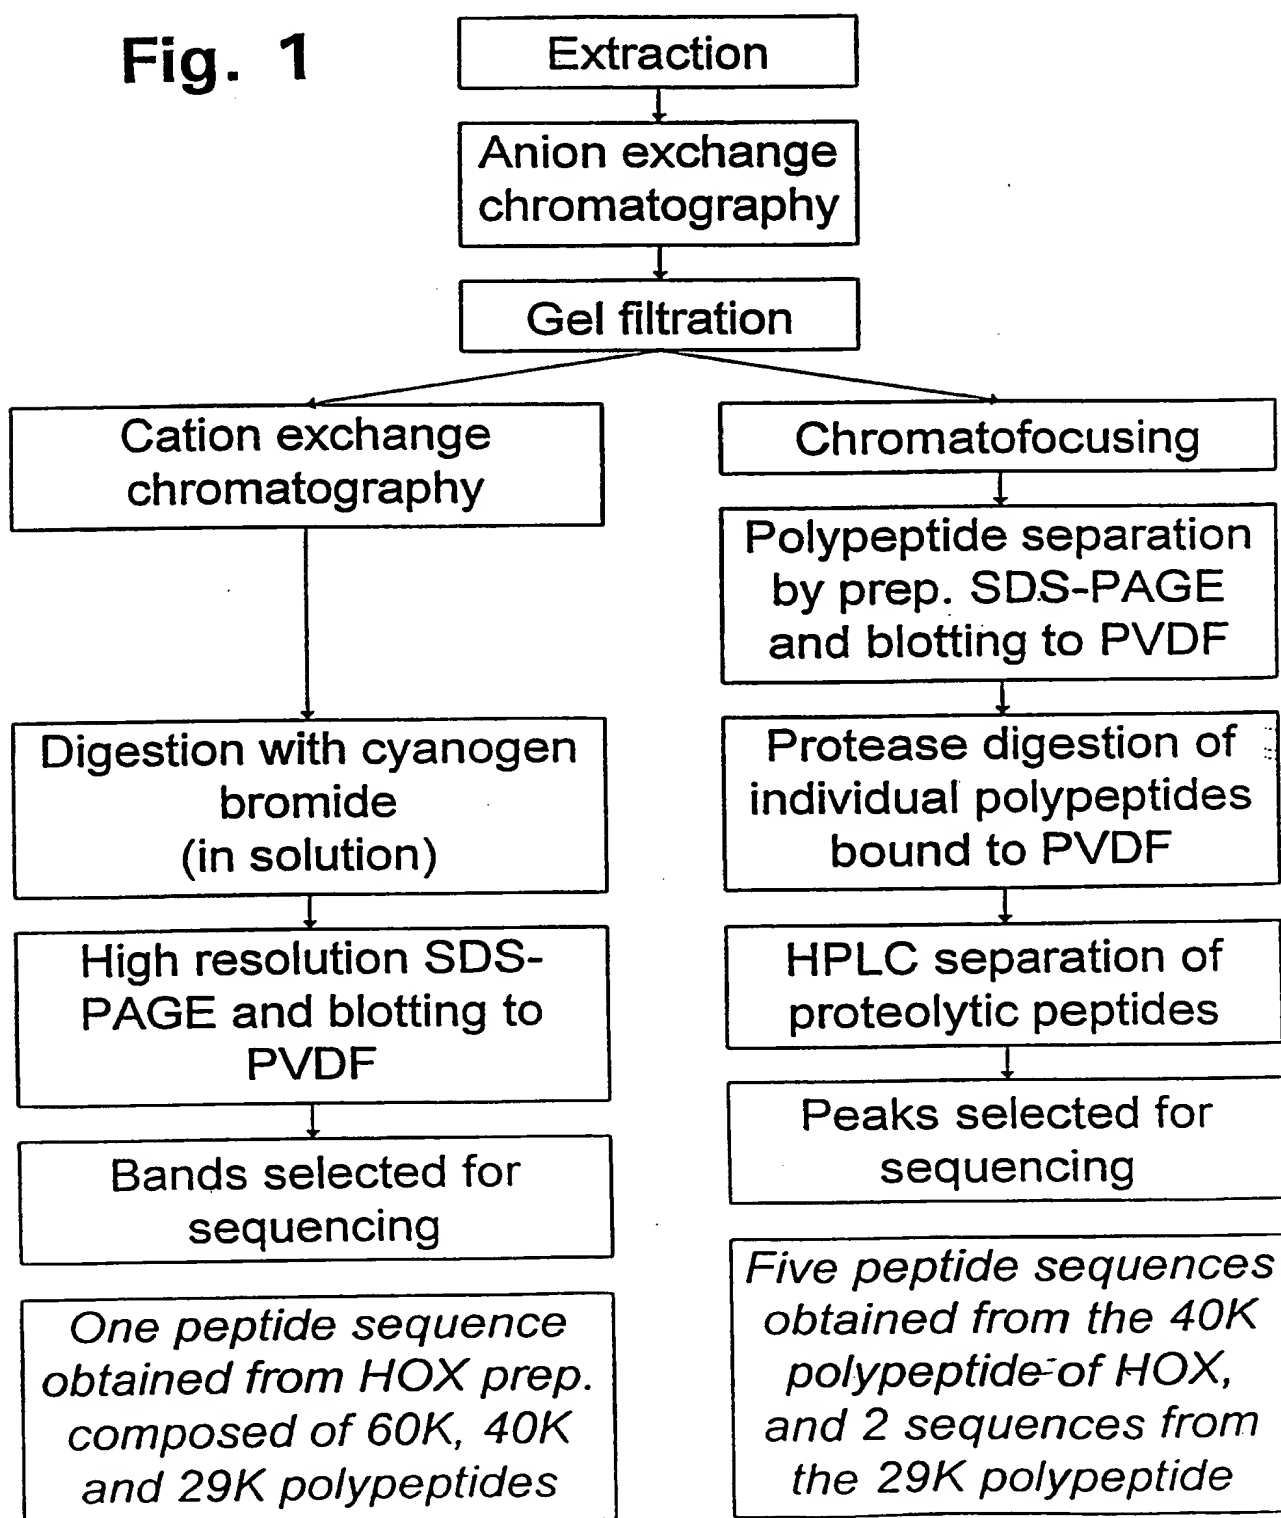 Fig. 1
Extraction
Anion exchange
chromatography
Gel filtration
Cation exchange
chromatography
Digestion with cyanogen
bromide
(in solution)
High resolution SDS-
PAGE and blotting to
PVDF
Bands selected for
sequencing
One peptide sequence
obtained from HOX prep.
composed of 60K, 40K
and 29K polypeptides
Chromatofocusing
Polypeptide separation
by prep. SDS-PAGE
and blotting to PVDF
Protease digestion of
individual polypeptides
bound to PVDF
HPLC separation of
proteolytic peptides
Peaks selected for
sequencing
Five peptide sequences
obtained from the 40K
polypeptide of HOX,
and 2 sequences from
the 29K polypeptide